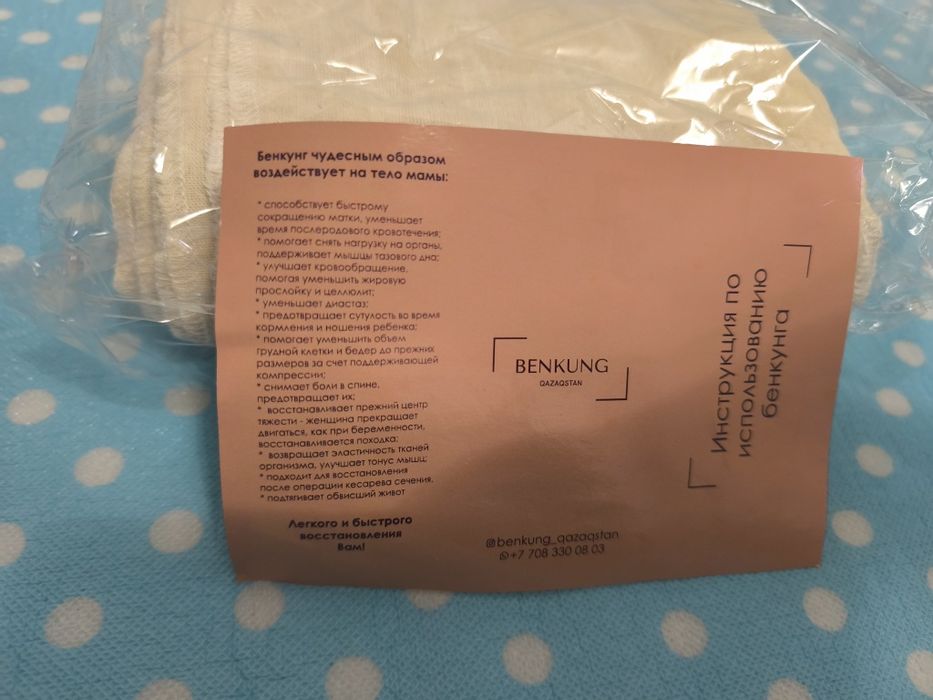 Бенкунг чудесным образом
воздействует на тело мамы:
* способствует быстрому
сокращению матки, уменьшает
время послеродового кровотечения;
* помогает снять нагрузку на органы,
поддерживает мышцы тазового дна;
* улучшает кровообращение,
помогая уменьшить жировую
прослойку и целлюлит;
* уменьшает диастаз;
* предотвращает сутулость во время
кормления и ношения ребенка;
* помогает уменьшить объем
грудной клетки и бедер до прежних
размеров за счет поддерживающей
компрессии;
* снимает боли в спине,
предотвращает их;
* восстанавливает прежний центр
тяжести - женщина прекращает
двигаться, как при беременности,
восстанавливается походка;
* возвращает эластичность тканей
организма, улучшает тонус мышц;
* подходит для восстановления
после операции кесарева сечения,
* подтягивает обвисший живот
Легкого и быстрого
восстановления
Вам!
BENKUNG
QAZAQSTAN
@benkung_qazaqstan
+7 708 330 08 03
Инструкция по
использованию
бенкунга